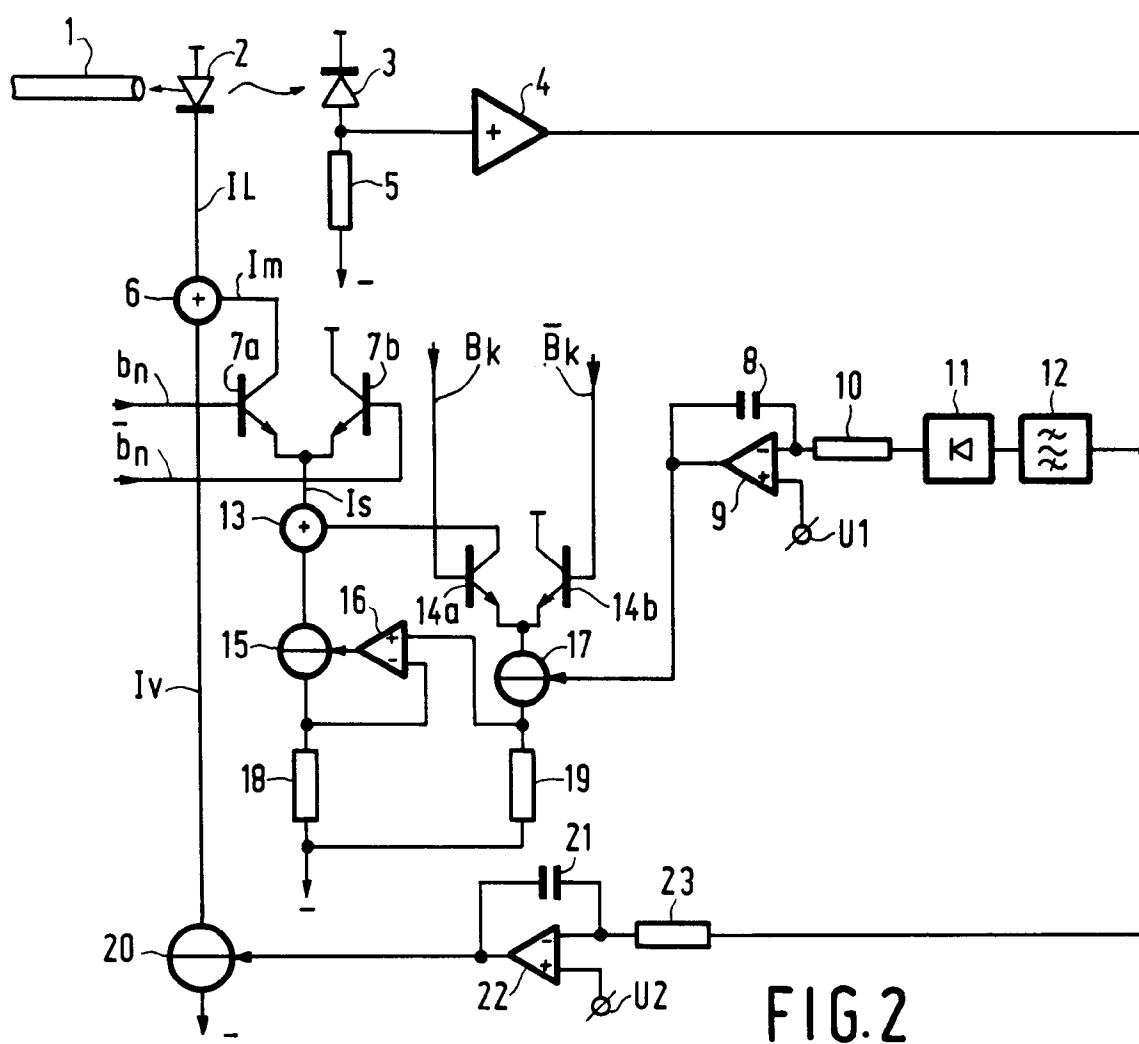 1
2
3
4
5
IL
Im
6
+
+
7a
7b
Bk
B̅k
bn
b̅n
8
10
11
12
-
+
9
U1
Is
13
+
14a
14b
16
+
-
15
17
Iv
18
19
-
-
21
23
20
-
+
22
U2
-
FIG.2